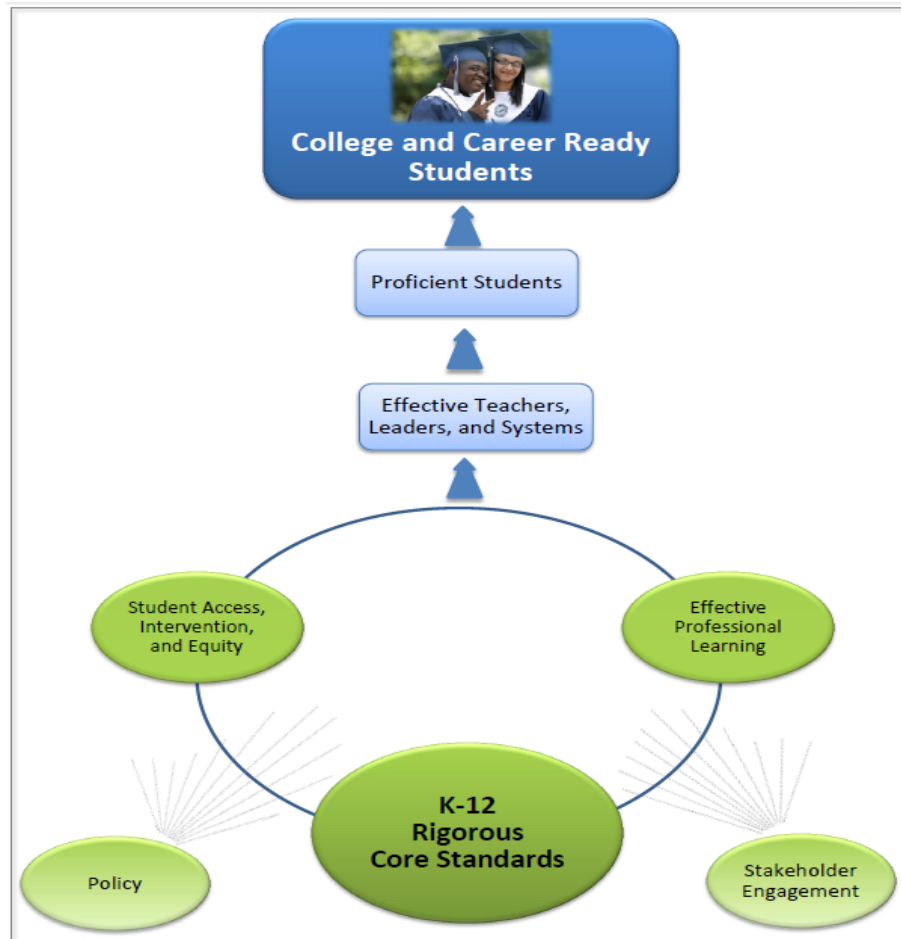 College and Career Ready
Students
Proficient Students
Effective Teachers,
Leaders, and Systems
Student Access,
Intervention,
and Equity
Effective
Professional
Learning
K-12
Rigorous
Core Standards
Policy
Stakeholder
Engagement